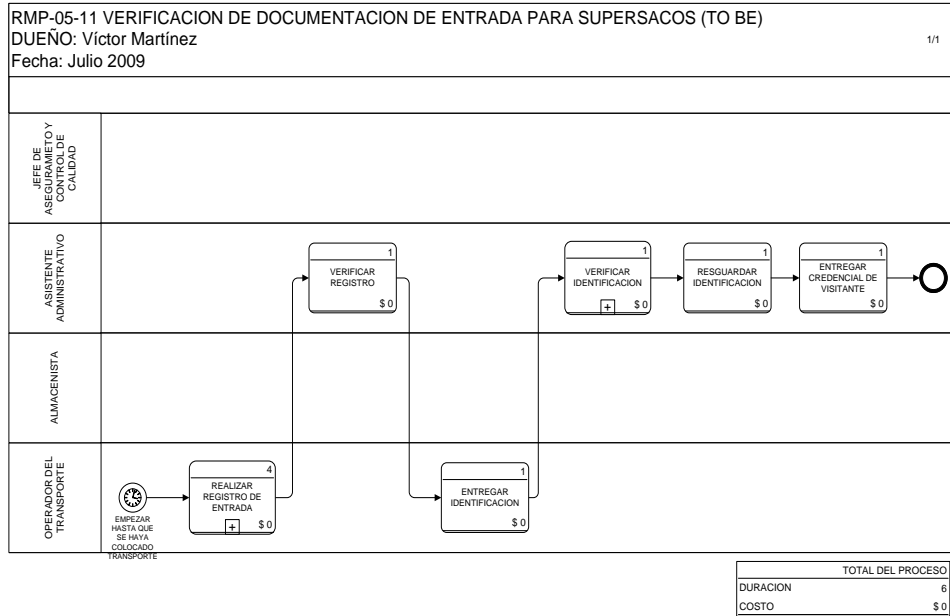 RMP-05-11 VERIFICACION DE DOCUMENTACION DE ENTRADA PARA SUPERSACOS (TO BE)
DUEÑO: Víctor Martínez
1/1
Fecha: Julio 2009
JEFE DE
ASEGURAMIETO Y
CONTROL DE
CALIDAD
ASISTENTE
ADMINISTRATIVO
1
VERIFICAR
REGISTRO
$ 0
1
VERIFICAR
IDENTIFICACION
$ 0
1
RESGUARDAR
IDENTIFICACION
$ 0
1
ENTREGAR
CREDENCIAL DE
VISITANTE
$ 0
ALMACENISTA
OPERADOR DEL
TRANSPORTE
EMPEZAR
HASTA QUE
SE HAYA
COLOCADO
TRANSPORTE
4
REALIZAR
REGISTRO DE
ENTRADA
$ 0
1
ENTREGAR
IDENTIFICACION
$ 0
TOTAL DEL PROCESO
DURACION 6
COSTO $ 0